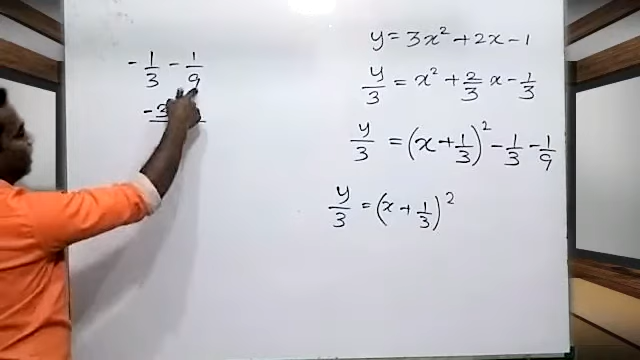 -1/3 - 1/9
-3
y = 3x² + 2x - 1
y/3 = x² + 2/3 x - 1/3
y/3 = (x + 1/3)² - 1/3 - 1/9
y/3 = (x + 1/3)²